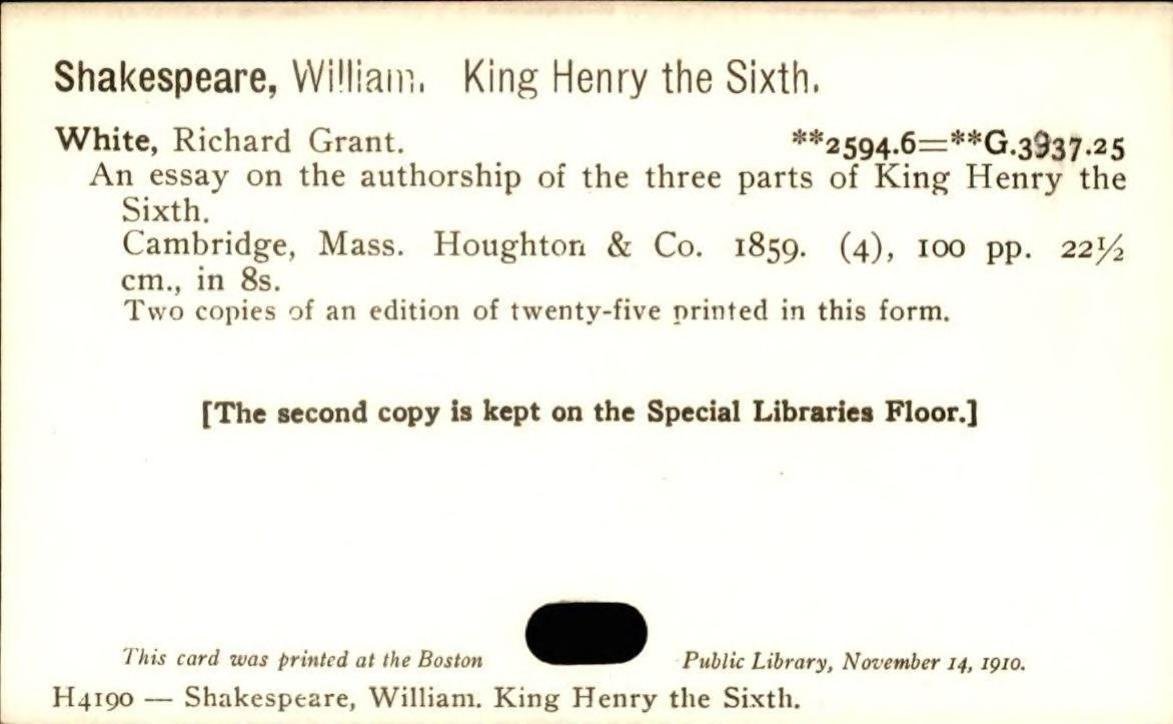 Shakespeare, William. King Henry the Sixth.
White, Richard Grant. **2594.6=**G.3937.25
An essay on the authorship of the three parts of King Henry the
Sixth.
Cambridge, Mass. Houghton & Co. 1859. (4), 100 pp. 22½
cm., in 8s.
Two copies of an edition of twenty-five printed in this form.
[The second copy is kept on the Special Libraries Floor.]
This card was printed at the Boston Public Library, November 14, 1910.
H4190 — Shakespeare, William. King Henry the Sixth.